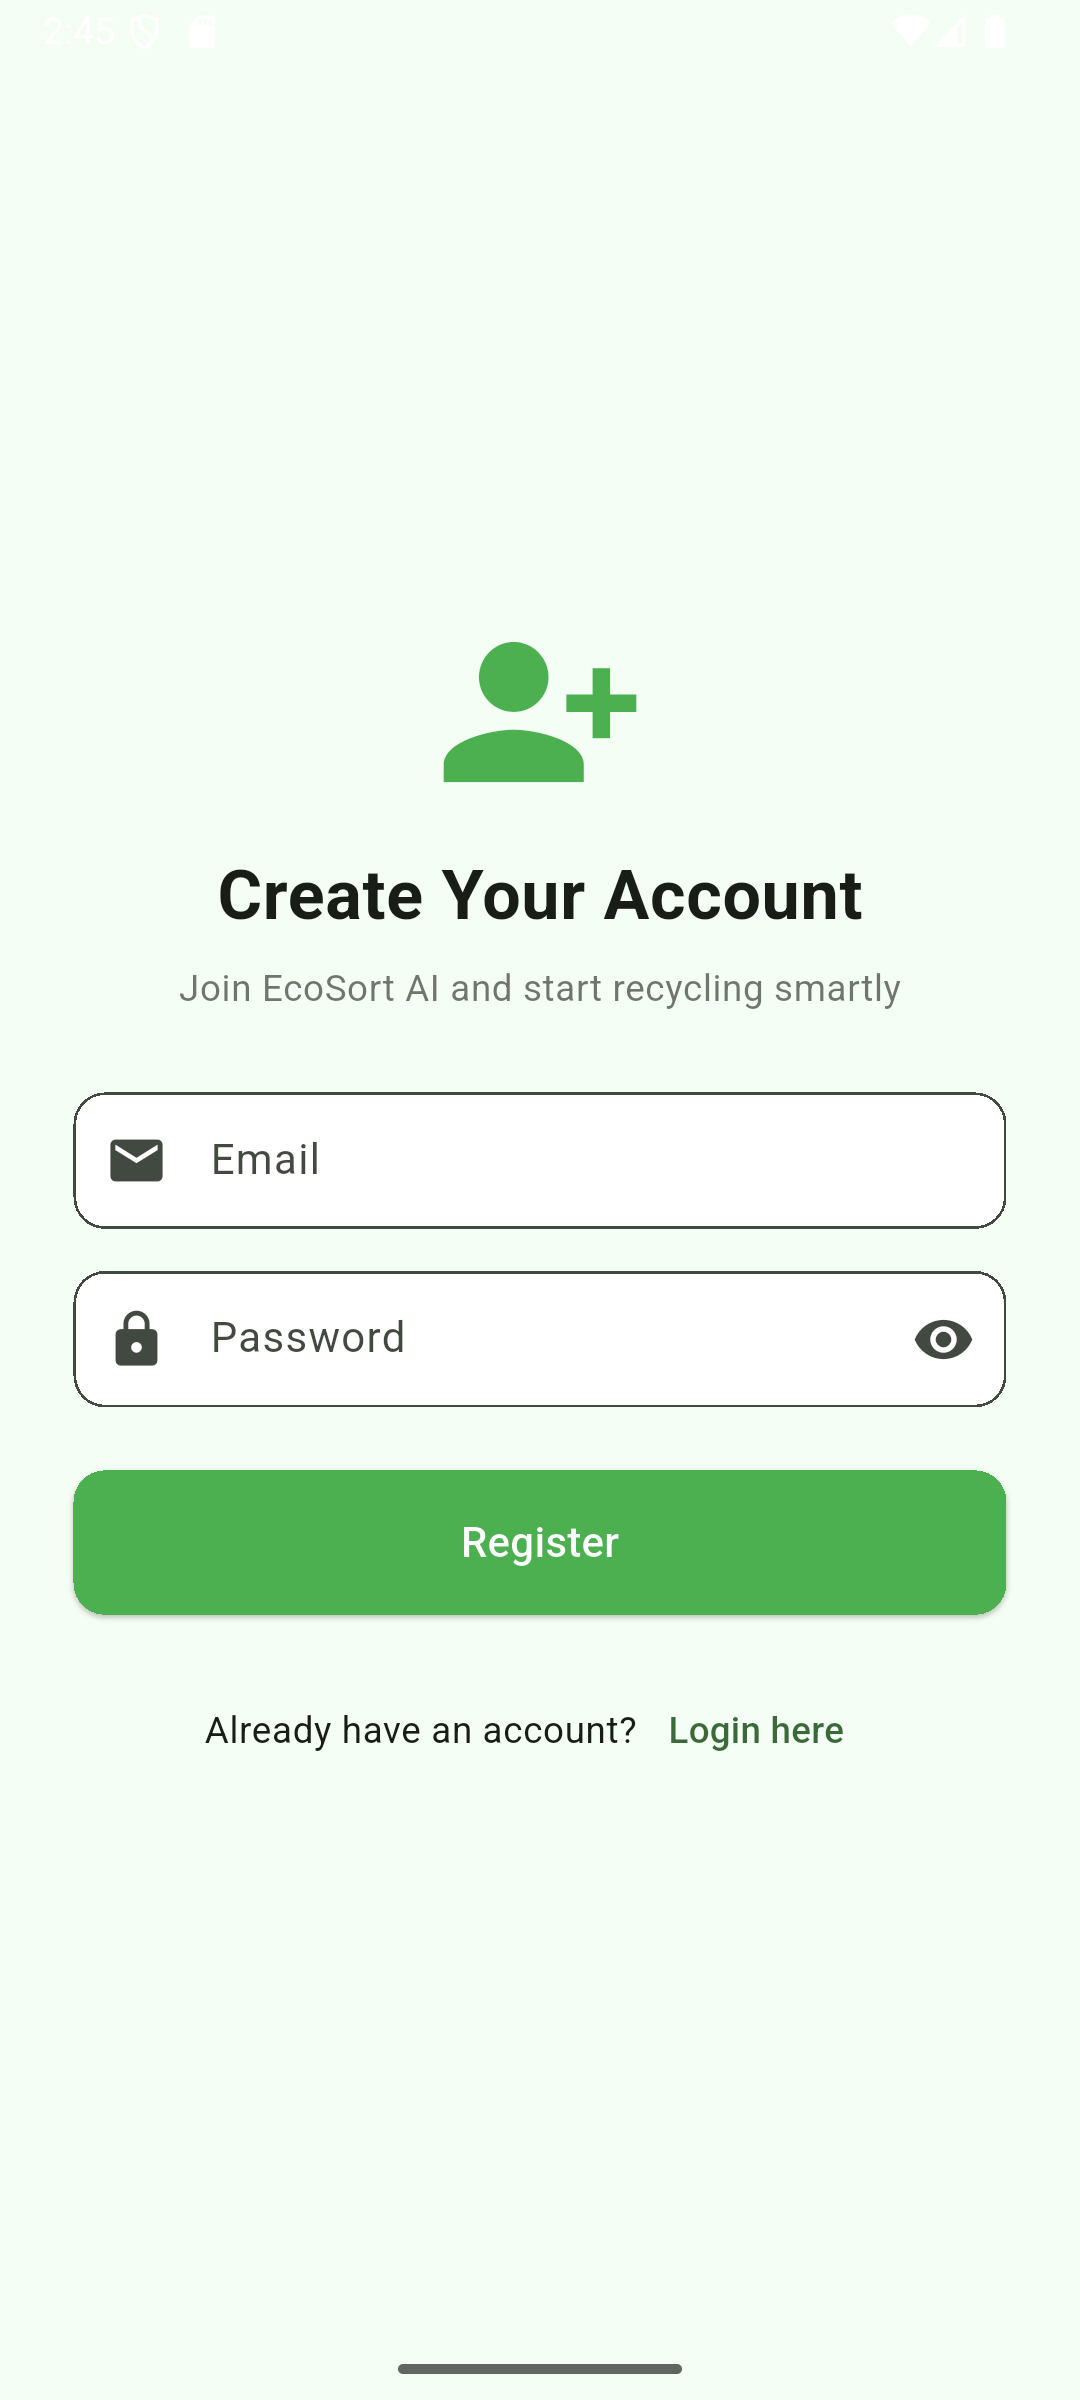 2:45
Create Your Account
Join EcoSort AI and start recycling smartly
Email
Password
Register
Already have an account? Login here